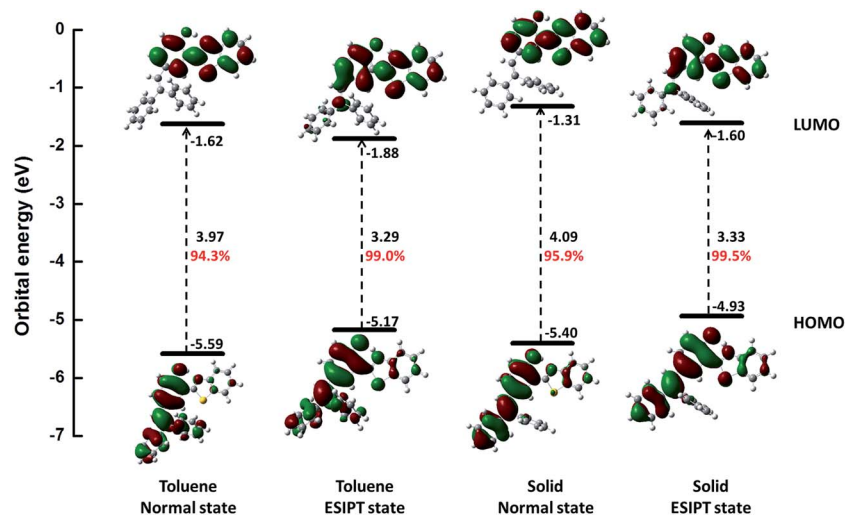 Orbital energy (eV)
0
-1
-2
-3
-4
-5
-6
-7
-1.62
3.97
94.3%
-5.59
-1.88
3.29
99.0%
-5.17
-1.31
4.09
95.9%
-5.40
-1.60
3.33
99.5%
-4.93
LUMO
HOMO
Toluene
Normal state
Toluene
ESIPT state
Solid
Normal state
Solid
ESIPT state